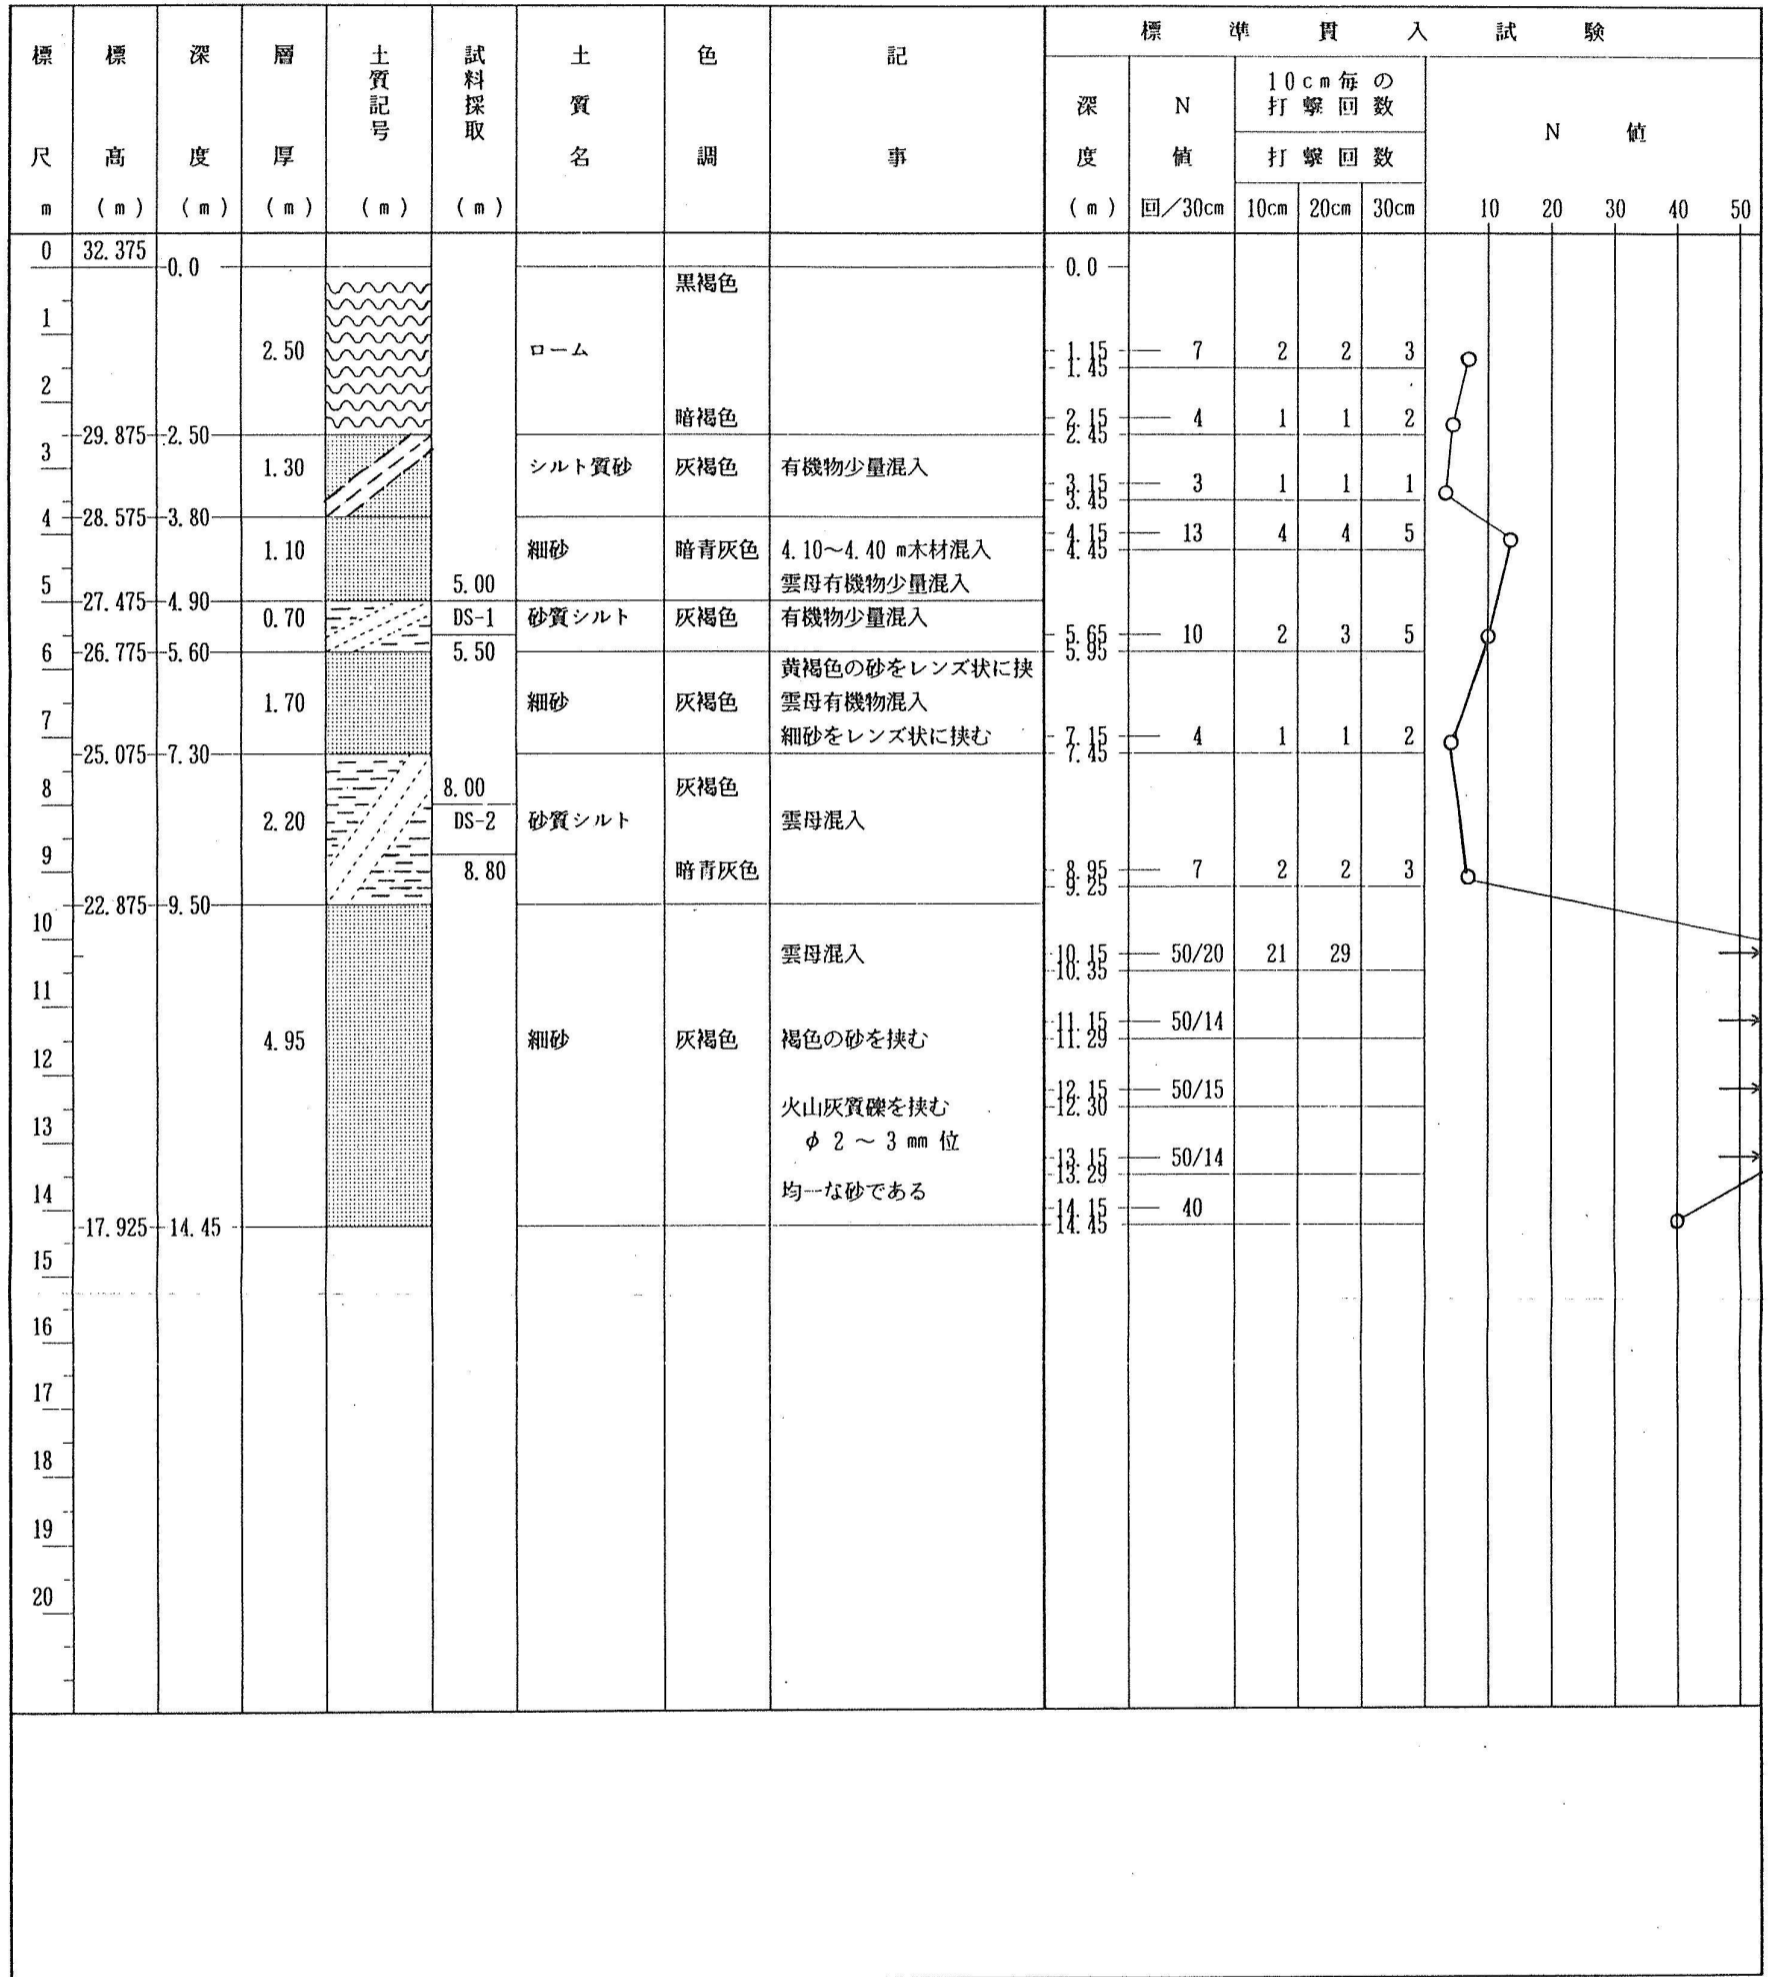 標準貫入試験
標尺 m
標高 (m)
深度 (m)
層厚 (m)
土質記号 (m)
試料採取 (m)
土質名
色調
記事
深度 (m)
N値 回/30cm
10cm毎の
打撃回数
打撃回数
10cm 20cm 30cm
N 値
10 20 30 40 50
0 32.375
0.0 0.0
黒褐色
1
2.50 ローム 1.15 7 2 2 3
1.45
2
暗褐色 2.15 4 1 1 2
29.875 2.50 2.45
3
1.30 シルト質砂 灰褐色 有機物少量混入
3.15 3 1 1 1
3.45
4 28.575 3.80
4.15 13 4 4 5
1.10 細砂 暗青灰色 4.10~4.40 m木材混入 4.45
5 5.00 雲母有機物少量混入
27.475 4.90
0.70 DS-1 砂質シルト 灰褐色 有機物少量混入
5.65 10 2 3 5
6 26.775 5.60 5.50 5.95
黄褐色の砂をレンズ状に挟
1.70 細砂 灰褐色 雲母有機物混入
7
細砂をレンズ状に挟む 7.15 4 1 1 2
25.075 7.30 7.45
8 8.00 灰褐色
2.20 DS-2 砂質シルト 雲母混入
9
8.80 暗青灰色 8.95 7 2 2 3
9.25
22.875 9.50
10
雲母混入 10.15 50/20 21 29
10.35
11
11.15 50/14
4.95 細砂 灰褐色 褐色の砂を挟む 11.29
12
12.15 50/15
火山灰質礫を挟む 12.30
13
φ 2 ~ 3 mm 位
13.15 50/14
13.29
14 均一な砂である
14.15 40
17.925 14.45 14.45
15
16
17
18
19
20